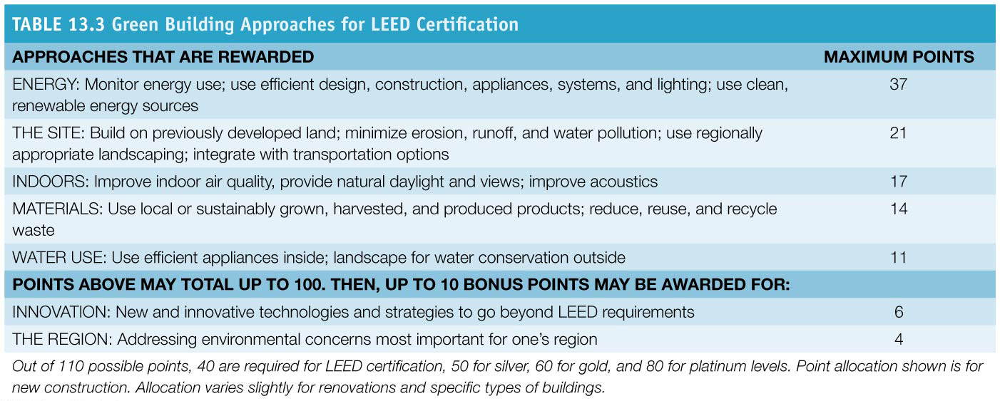 TABLE 13.3 Green Building Approaches for LEED Certification
APPROACHES THAT ARE REWARDED MAXIMUM POINTS
ENERGY: Monitor energy use; use efficient design, construction, appliances, systems, and lighting; use clean, 37
renewable energy sources
THE SITE: Build on previously developed land; minimize erosion, runoff, and water pollution; use regionally 21
appropriate landscaping; integrate with transportation options
INDOORS: Improve indoor air quality, provide natural daylight and views; improve acoustics 17
MATERIALS: Use local or sustainably grown, harvested, and produced products; reduce, reuse, and recycle 14
waste
WATER USE: Use efficient appliances inside; landscape for water conservation outside 11
POINTS ABOVE MAY TOTAL UP TO 100. THEN, UP TO 10 BONUS POINTS MAY BE AWARDED FOR:
INNOVATION: New and innovative technologies and strategies to go beyond LEED requirements 6
THE REGION: Addressing environmental concerns most important for one's region 4
Out of 110 possible points, 40 are required for LEED certification, 50 for silver, 60 for gold, and 80 for platinum levels. Point allocation shown is for
new construction. Allocation varies slightly for renovations and specific types of buildings.